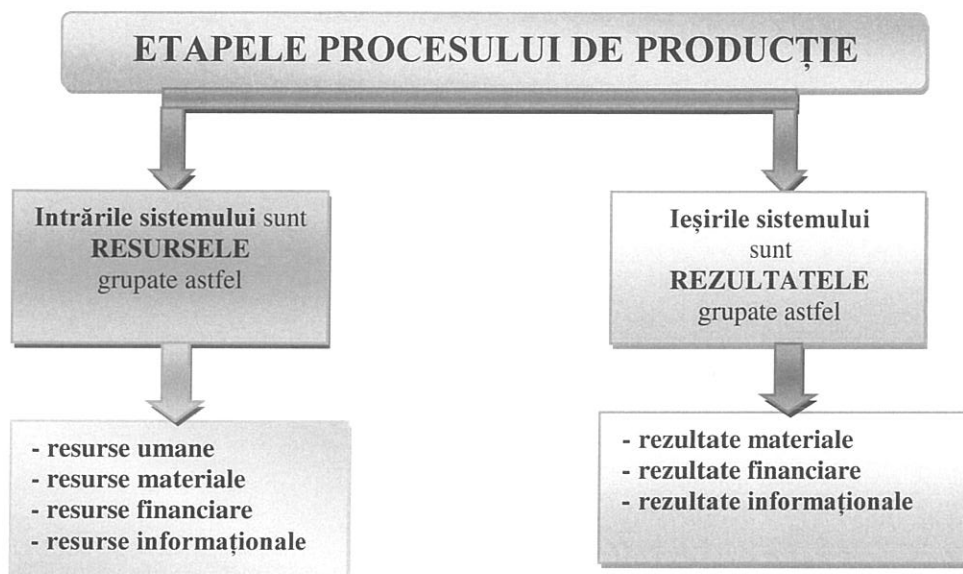 ETAPELE PROCESULUI DE PRODUCȚIE
Intrările sistemului sunt
RESURSELE
grupate astfel
Ieșirile sistemului
sunt
REZULTATELE
grupate astfel
- resurse umane
- resurse materiale
- resurse financiare
- resurse informaționale
- rezultate materiale
- rezultate financiare
- rezultate informaționale